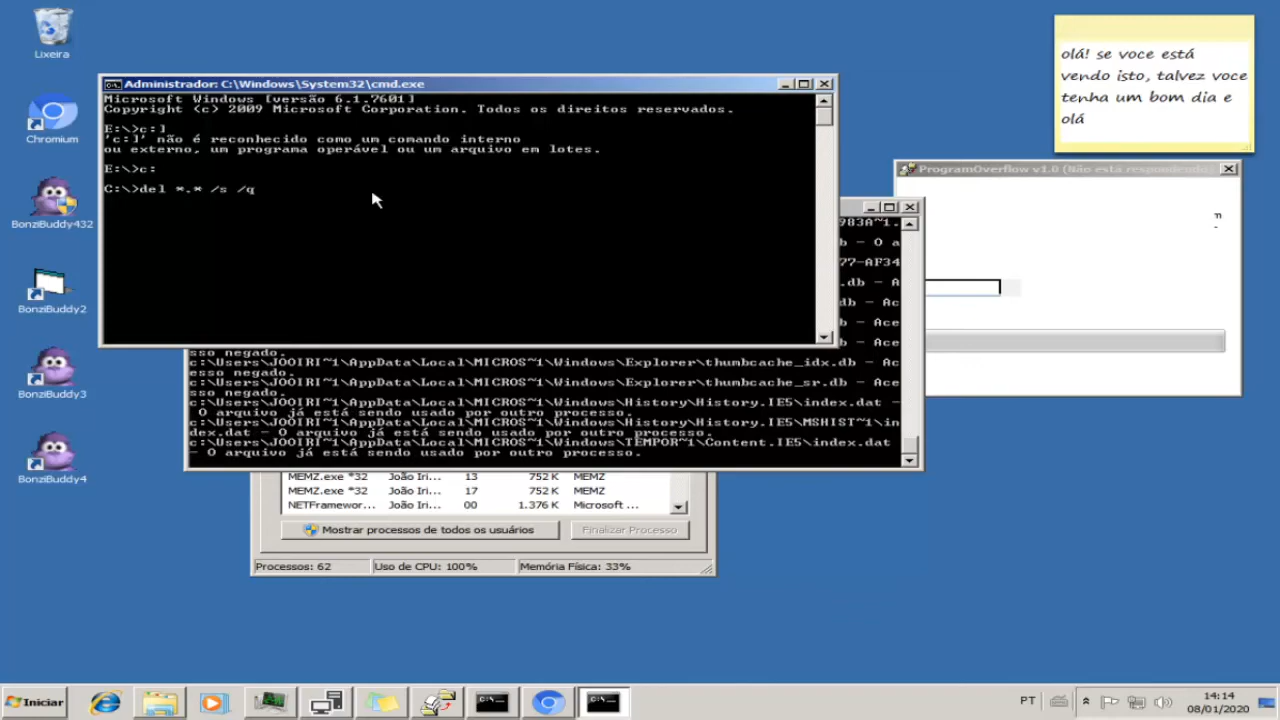 Lixeira
Chromium
BonziBuddy432
BonziBuddy2
BonziBuddy3
BonziBuddy4
Administrador: C:\Windows\System32\cmd.exe
Microsoft Windows [versão 6.1.7601]
Copyright (c) 2009 Microsoft Corporation. Todos os direitos reservados.
E:\>c:]
'c:]' não é reconhecido como um comando interno
ou externo, um programa operável ou um arquivo em lotes.
E:\>c:
C:\>del *.* /s /q
olá! se voce está
vendo isto, talvez voce
tenha um bom dia e
olá
ProgramOverflow v1.0 (Não está respondendo)
983A~1.
b - O a
77-AF34
.db - A
db - Ac
b - Ace
b - Ace
- Ace
sso negado.
c:\Users\JOOIRI~1\AppData\Local\MICROS~1\Windows\Explorer\thumbcache_idx.db - Ac
esso negado.
c:\Users\JOOIRI~1\AppData\Local\MICROS~1\Windows\Explorer\thumbcache_sr.db - Ace
sso negado.
c:\Users\JOOIRI~1\AppData\Local\MICROS~1\Windows\History\History.IE5\index.dat -
O arquivo já está sendo usado por outro processo.
c:\Users\JOOIRI~1\AppData\Local\MICROS~1\Windows\History\History.IE5\MSHIST~1\in
dex.dat - O arquivo já está sendo usado por outro processo.
c:\Users\JOOIRI~1\AppData\Local\MICROS~1\Windows\TEMPOR~1\Content.IE5\index.dat
- O arquivo já está sendo usado por outro processo.
MEMZ.exe *32 João Iri... 13 752 K MEMZ
MEMZ.exe *32 João Iri... 17 752 K MEMZ
NETFramewor... João Iri... 00 1.376 K Microsoft ...
Mostrar processos de todos os usuários Finalizar Processo
Processos: 62 Uso de CPU: 100% Memória Física: 33%
Iniciar
PT
14:14
08/01/2020